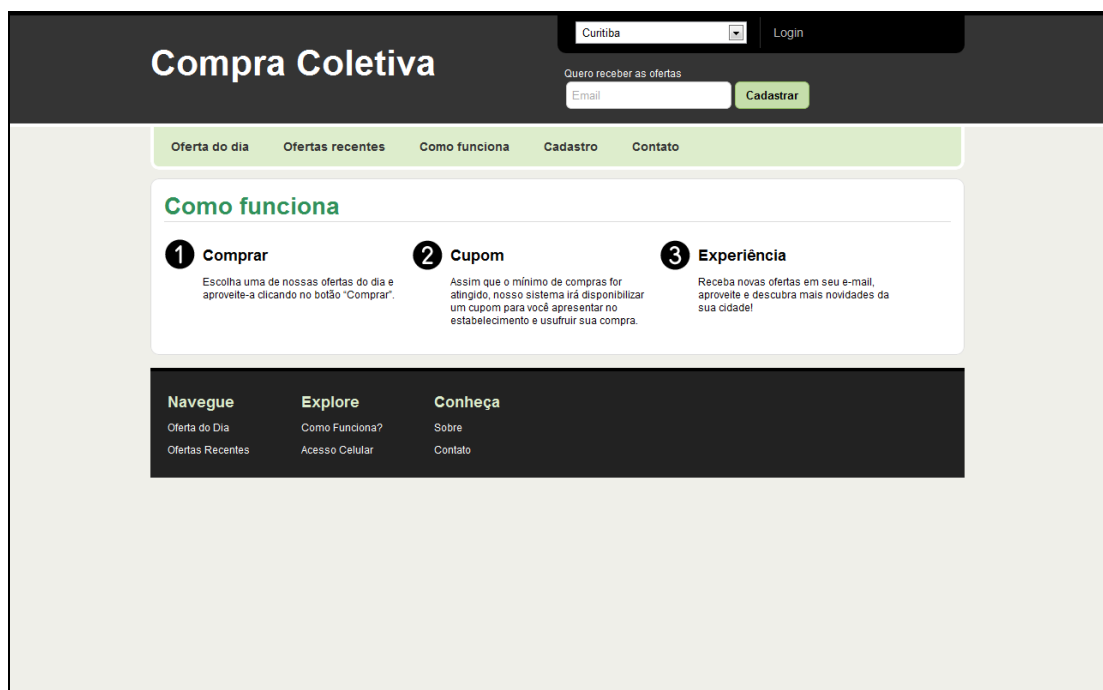 Curitiba
Login
Compra Coletiva
Quero receber as ofertas
Email
Cadastrar
Oferta do dia
Ofertas recentes
Como funciona
Cadastro
Contato
Como funciona
1 Comprar
Escolha uma de nossas ofertas do dia e
aproveite-a clicando no botão “Comprar”.
2 Cupom
Assim que o mínimo de compras for
atingido, nosso sistema irá disponibilizar
um cupom para você apresentar no
estabelecimento e usufruir sua compra.
3 Experiência
Receba novas ofertas em seu e-mail,
aproveite e descubra mais novidades da
sua cidade!
Navegue
Oferta do Dia
Ofertas Recentes
Explore
Como Funciona?
Acesso Celular
Conheça
Sobre
Contato